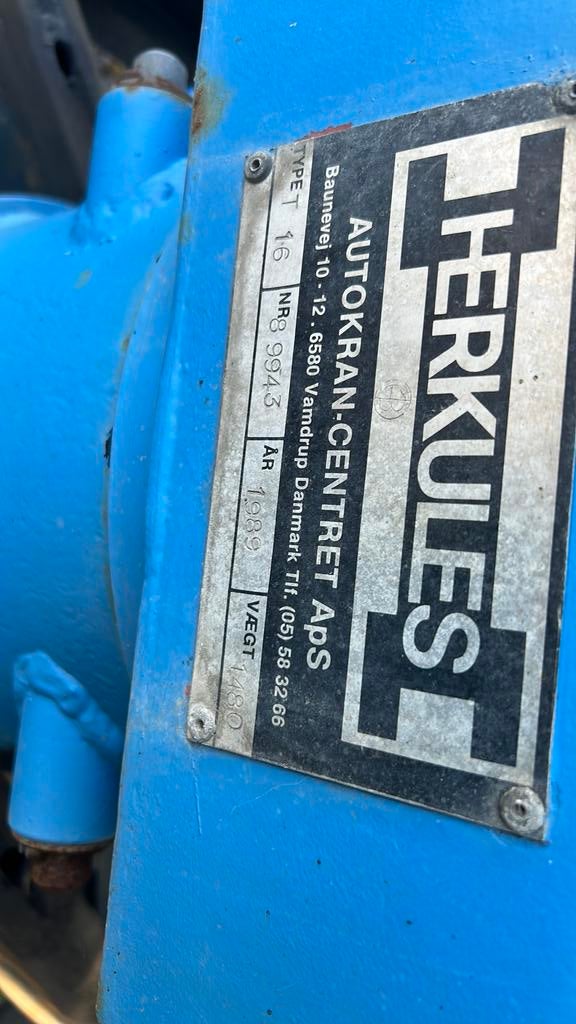 HERKULES
AUTOKRAN-CENTRET ApS
Baunevej 10 - 12 . 6580 Vamdrup Danmark Tlf. (05) 58 32 66
TYPE T 16 NR 8 9943 ÅR 1989 VÆGT 1480